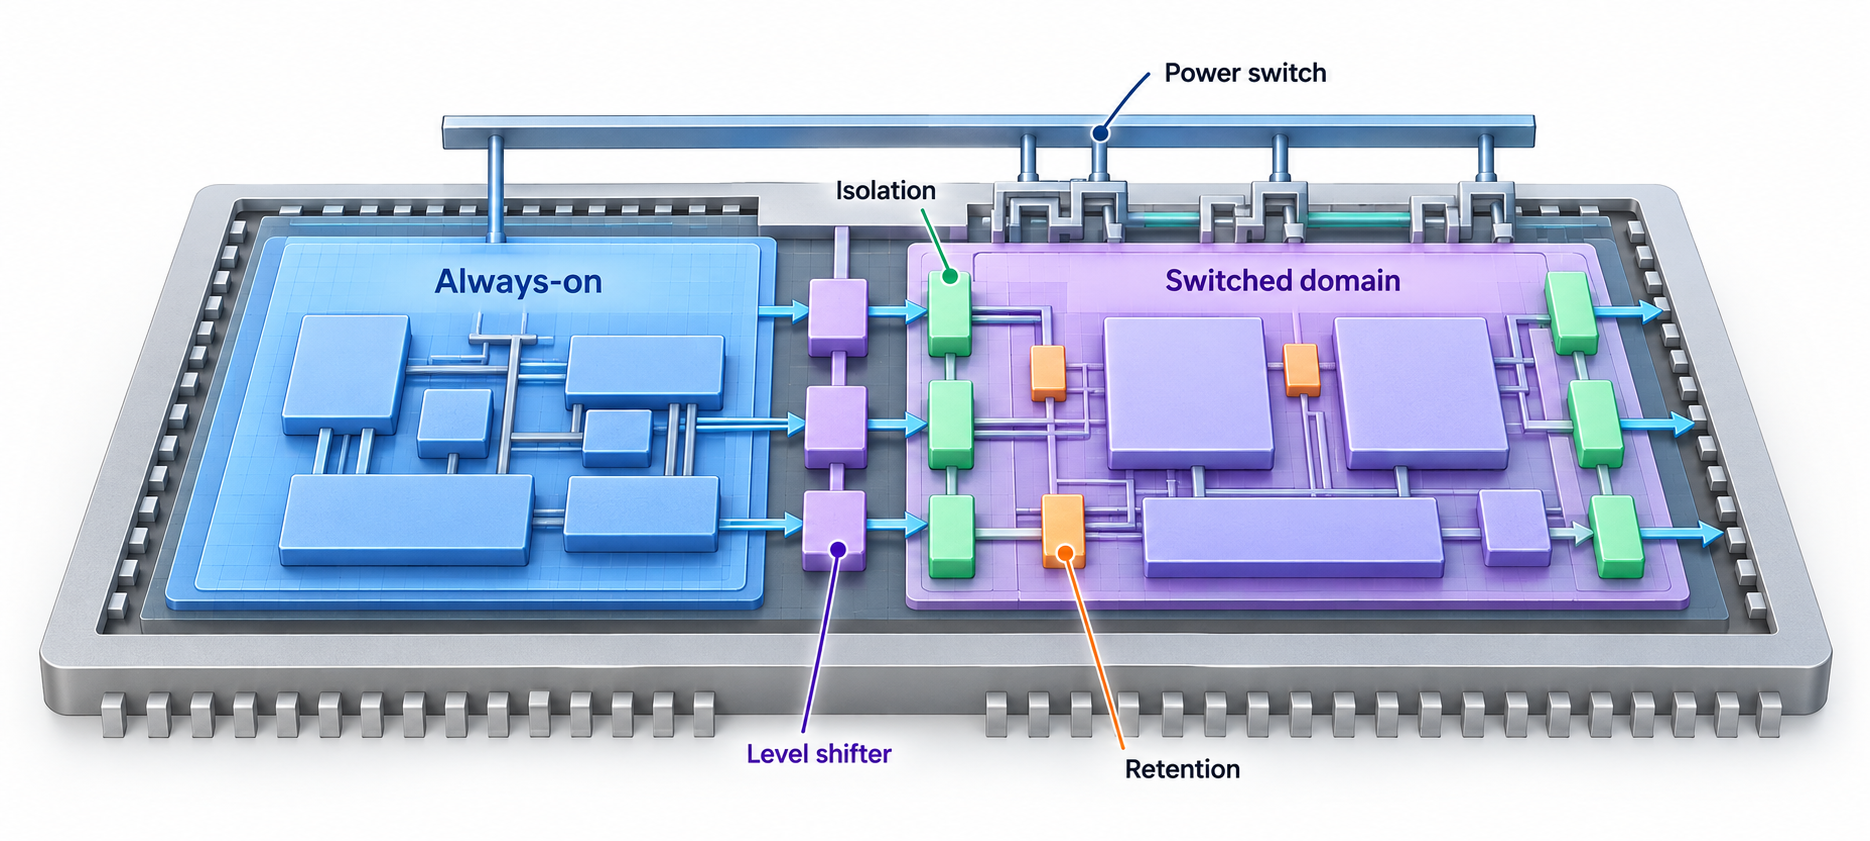 Power switch
Isolation
Always-on
Switched domain
Level shifter
Retention